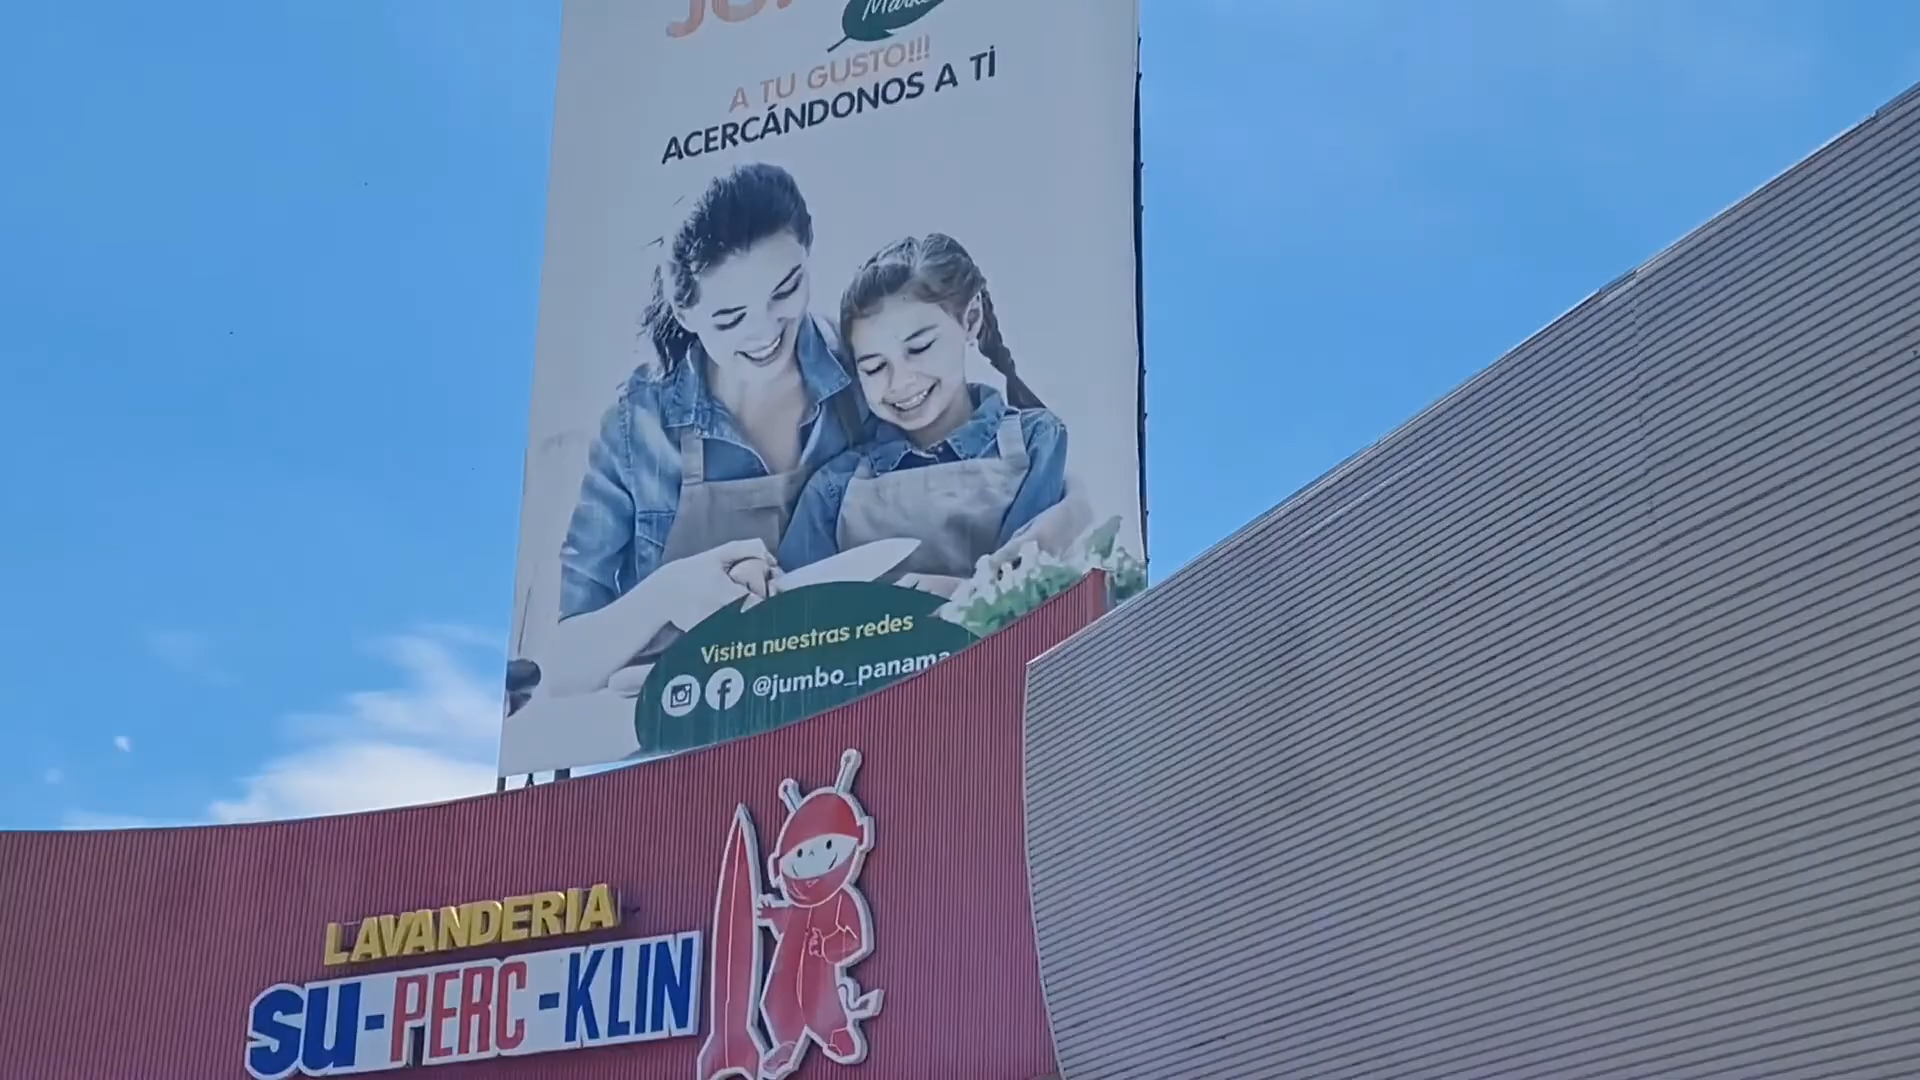 A TU GUSTO!!!
ACERCÁNDONOS A TÍ
Visita nuestras redes
@jumbo_panama
LAVANDERIA
SU-PERC-KLIN